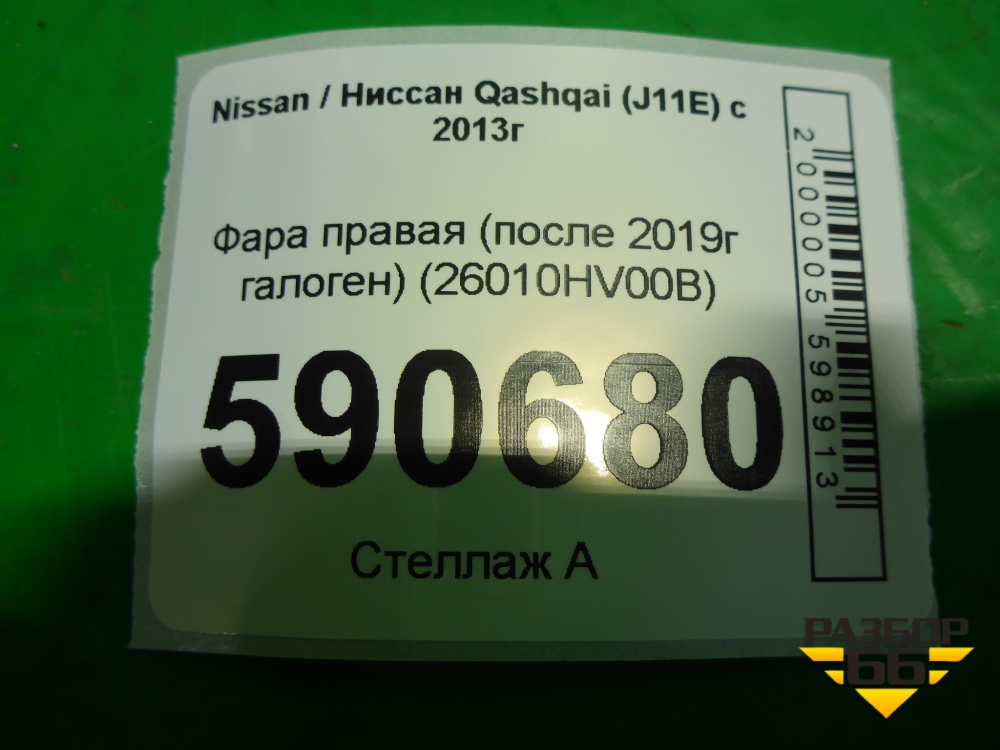 Nissan / Ниссан Qashqai (J11E) с
2013г
Фара правая (после 2019г
галоген) (26010HV00B)
590680
Стеллаж А
2000005598913
РАЗБОР
66